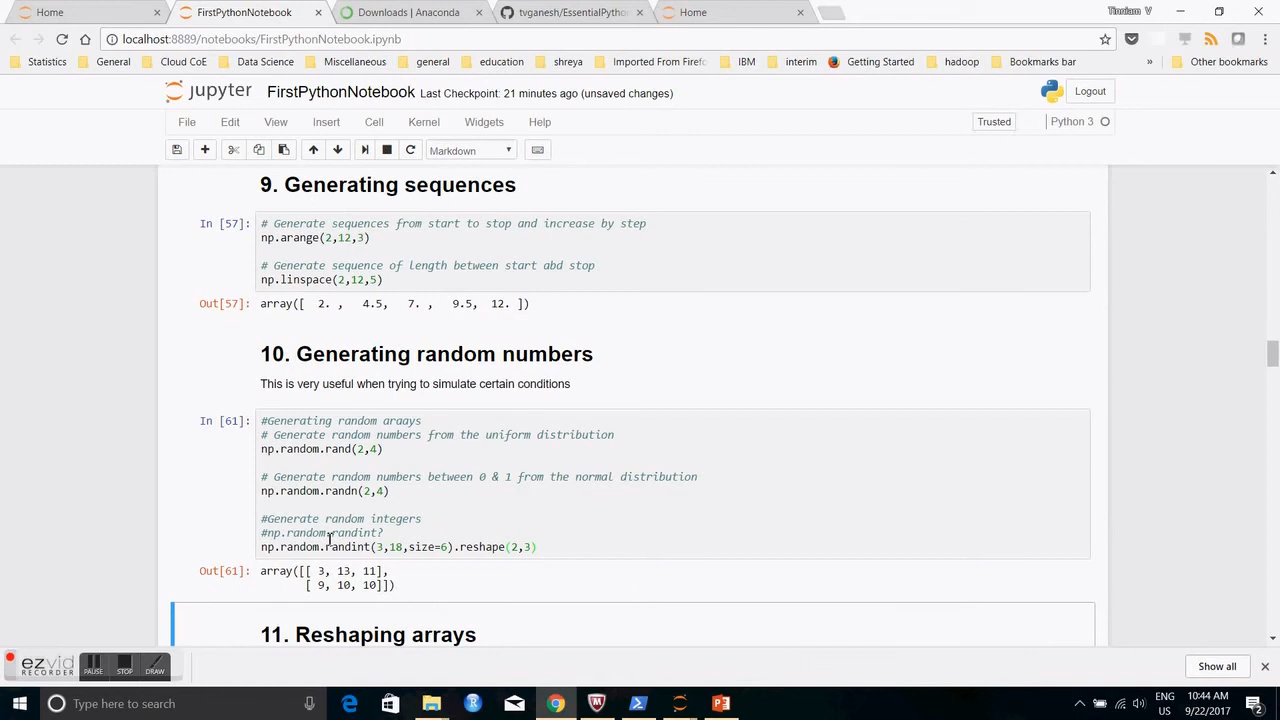 Home
FirstPythonNotebook
Downloads | Anaconda
tvganesh/EssentialPython
Home
localhost:8889/notebooks/FirstPythonNotebook.ipynb
Statistics General Cloud CoE Data Science Miscellaneous general education shreya Imported From Firefo IBM interim Getting Started hadoop Bookmarks bar » Other bookmarks
jupyter FirstPythonNotebook Last Checkpoint: 21 minutes ago (unsaved changes) Logout
File Edit View Insert Cell Kernel Widgets Help Trusted Python 3
Markdown
9. Generating sequences
In [57]: # Generate sequences from start to stop and increase by step
np.arange(2,12,3)
# Generate sequence of length between start abd stop
np.linspace(2,12,5)
Out[57]: array([ 2. , 4.5, 7. , 9.5, 12. ])
10. Generating random numbers
This is very useful when trying to simulate certain conditions
In [61]: #Generating random araays
# Generate random numbers from the uniform distribution
np.random.rand(2,4)
# Generate random numbers between 0 & 1 from the normal distribution
np.random.randn(2,4)
#Generate random integers
#np.random.randint?
np.random.randint(3,18,size=6).reshape(2,3)
Out[61]: array([[ 3, 13, 11],
[ 9, 10, 10]])
11. Reshaping arrays
ezvid
RECORDER
PAUSE STOP DRAW
Show all
Type here to search
ENG
US
10:44 AM
9/22/2017